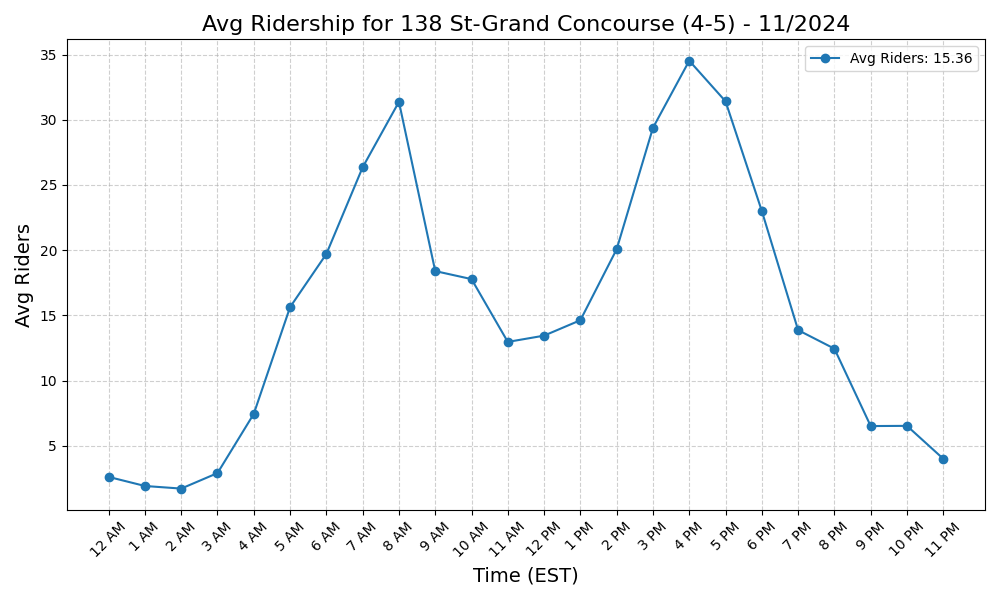 Avg Ridership for 138 St-Grand Concourse (4-5) - 11/2024
Avg Riders: 15.36
Avg Riders
35
30
25
20
15
10
5
12 AM
1 AM
2 AM
3 AM
4 AM
5 AM
6 AM
7 AM
8 AM
9 AM
10 AM
11 AM
12 PM
1 PM
2 PM
3 PM
4 PM
5 PM
6 PM
7 PM
8 PM
9 PM
10 PM
11 PM
Time (EST)